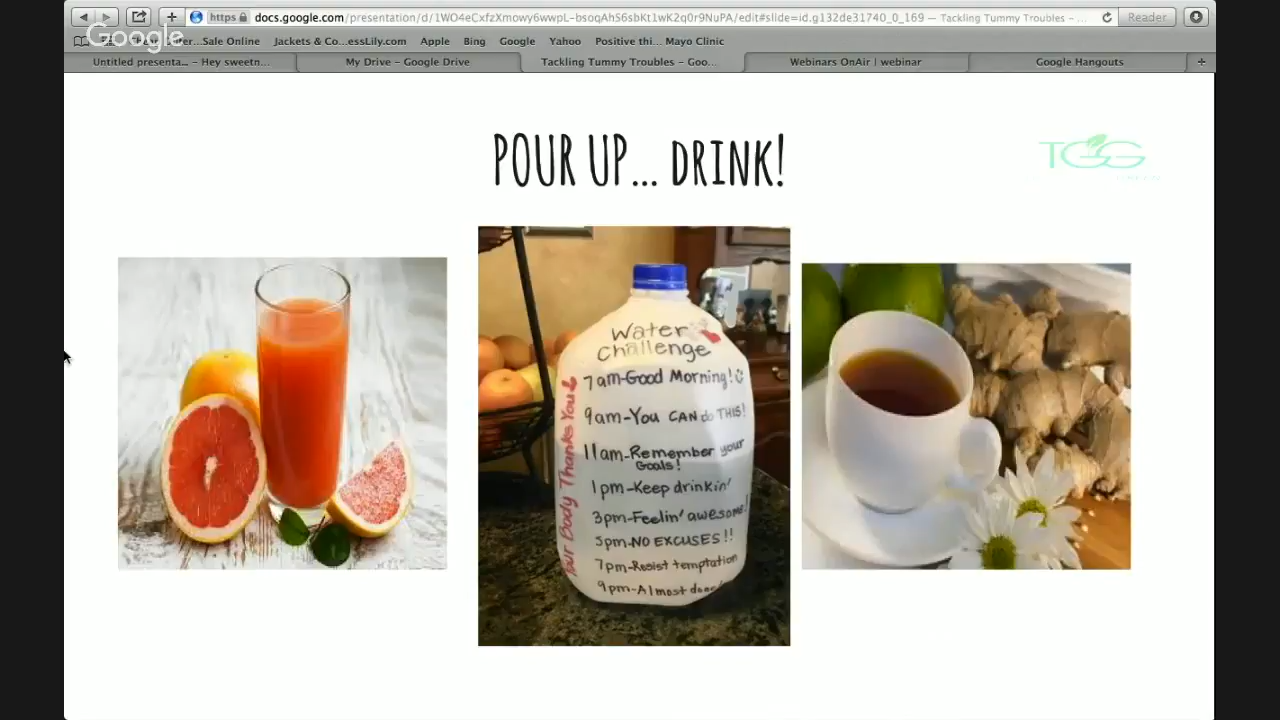 https docs.google.com/presentation/d/1WO4eCxfzXmowy6wwpL-bsoqAhS6sbKt1wK2q0r9NuPA/edit#slide=id.g132de31740_0_169 — Tackling Tummy Troubles – ...
Reader
Google
Sale Online Jackets & Co...essLily.com Apple Bing Google Yahoo Positive thi... Mayo Clinic
Untitled presenta... – Hey sweetn... My Drive – Google Drive Tackling Tummy Troubles – Goo... Webinars OnAir | webinar Google Hangouts
POUR UP... DRINK!
TGG
Water
Challenge
7am-Good Morning!
9am-You CAN do THIS!
11am-Remember your
Goals!
1pm-Keep drinkin'
3pm-Feelin' awesome!
5pm-NO EXCUSES!!
7pm-Resist temptation
9pm-Almost done
Your Body Thanks You